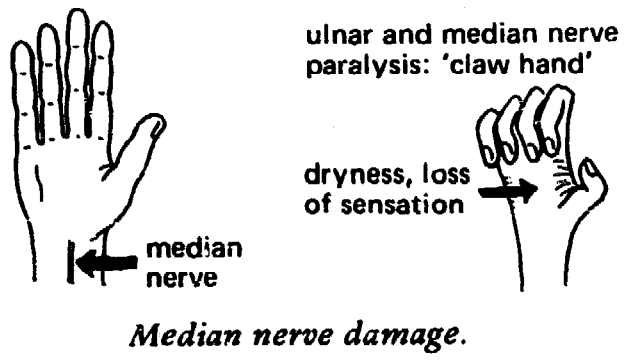 ulnar and median nerve
paralysis: ‘claw hand’
dryness, loss
of sensation
median
nerve
Median nerve damage.